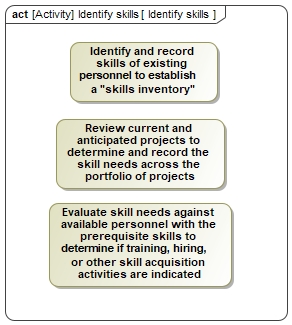 act [Activity] Identify skills [ Identify skills ]
Identify and record
skills of existing
personnel to establish
a "skills inventory"
Review current and
anticipated projects to
determine and record the
skill needs across the
portfolio of projects
Evaluate skill needs against
available personnel with the
prerequisite skills to
determine if training, hiring,
or other skill acquisition
activities are indicated